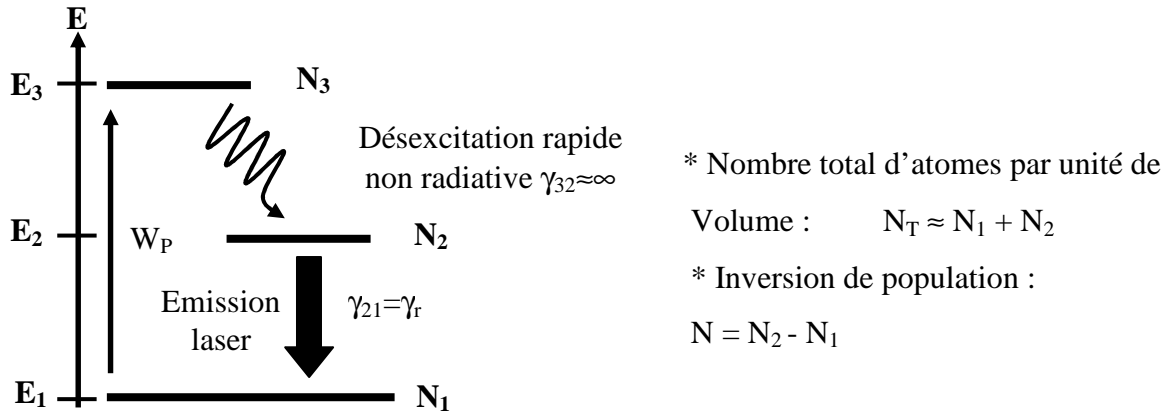 E
E₃
N₃
Désexcitation rapide
non radiative γ₃₂≈∞
E₂
W_P
N₂
Emission
laser
γ₂₁=γᵣ
E₁
N₁
* Nombre total d’atomes par unité de
Volume : N_T ≈ N₁ + N₂
* Inversion de population :
N = N₂ - N₁